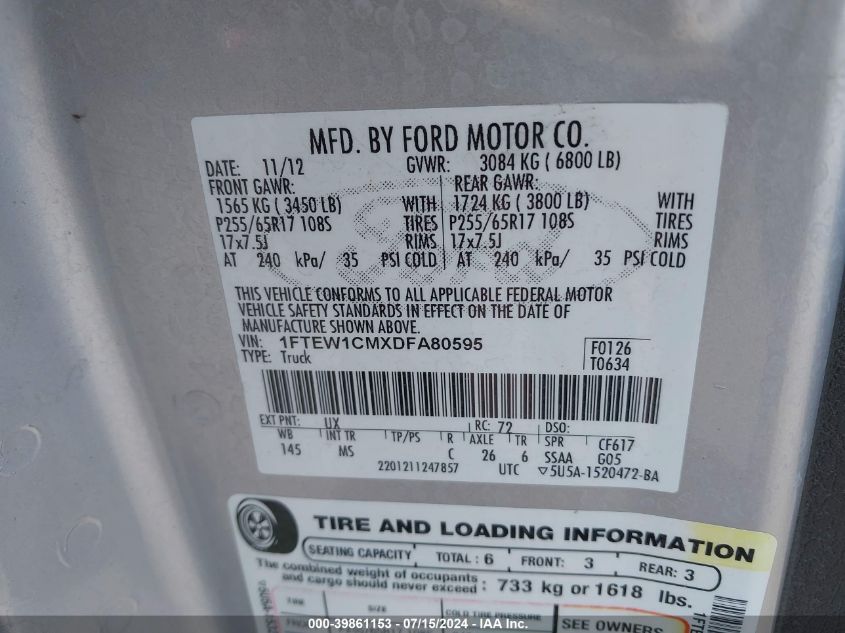 MFD. BY FORD MOTOR CO.
DATE: 11/12 GVWR: 3084 KG ( 6800 LB)
FRONT GAWR: REAR GAWR:
1565 KG ( 3450 LB) WITH 1724 KG ( 3800 LB) WITH
P255/65R17 108S TIRES P255/65R17 108S TIRES
17x7.5J RIMS 17x7.5J RIMS
AT 240 kPa/ 35 PSI COLD AT 240 kPa/ 35 PSI COLD
THIS VEHICLE CONFORMS TO ALL APPLICABLE FEDERAL MOTOR
VEHICLE SAFETY STANDARDS IN EFFECT ON THE DATE OF
MANUFACTURE SHOWN ABOVE.
VIN: 1FTEW1CMXDFA80595 F0126
TYPE: Truck T0634
EXT PNT: UX RC: 72 DSO:
WB INT TR TP/PS R AXLE TR SPR CF617
145 MS C 26 6 SSAA G05
2201211247857 UTC ▽5U5A-1520472-BA
TIRE AND LOADING INFORMATION
SEATING CAPACITY TOTAL: 6 FRONT: 3 REAR: 3
The combined weight of occupants
and cargo should never exceed: 733 kg or 1618 lbs.
TIRE SIZE COLD TIRE PRESSURE SEE OWNERS
000-39861153 - 07/15/2024 - IAA Inc.